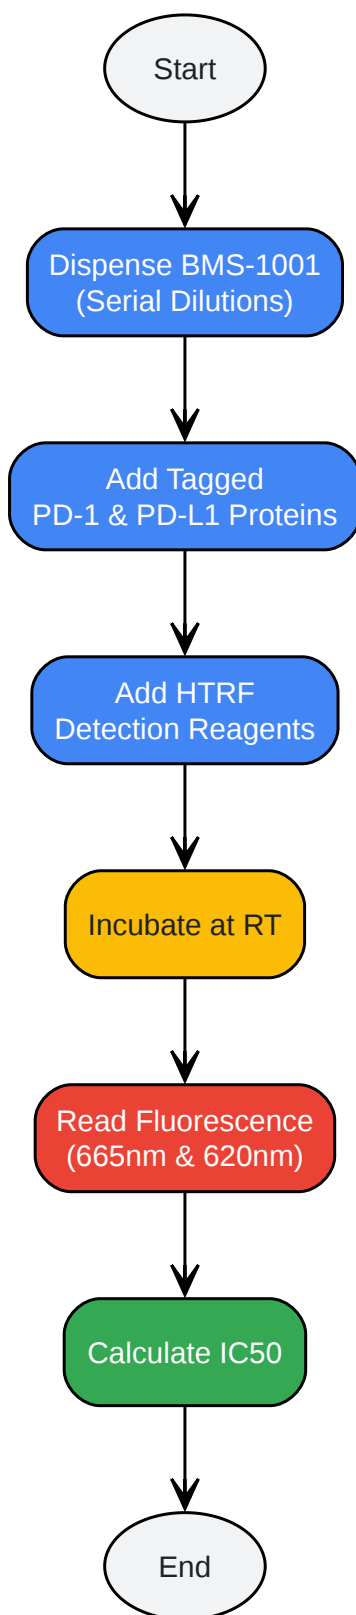 Start
Dispense BMS-1001
(Serial Dilutions)
Add Tagged
PD-1 & PD-L1 Proteins
Add HTRF
Detection Reagents
Incubate at RT
Read Fluorescence
(665nm & 620nm)
Calculate IC50
End